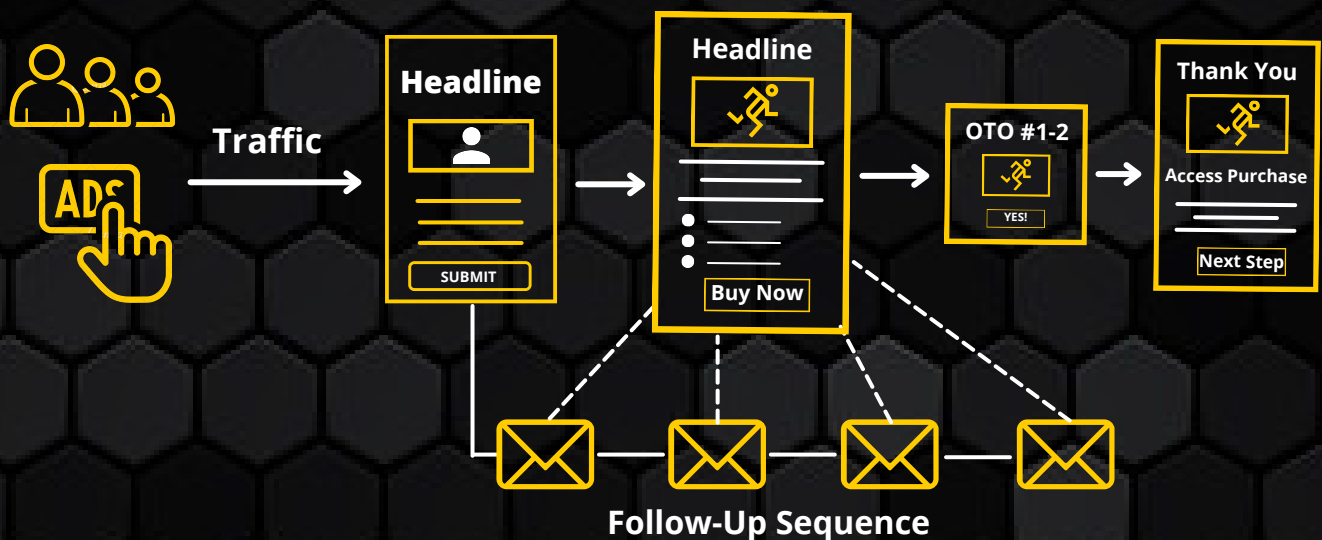 ADS
Traffic
Headline
SUBMIT
Headline
Buy Now
OTO #1-2
YES!
Thank You
Access Purchase
Next Step
Follow-Up Sequence